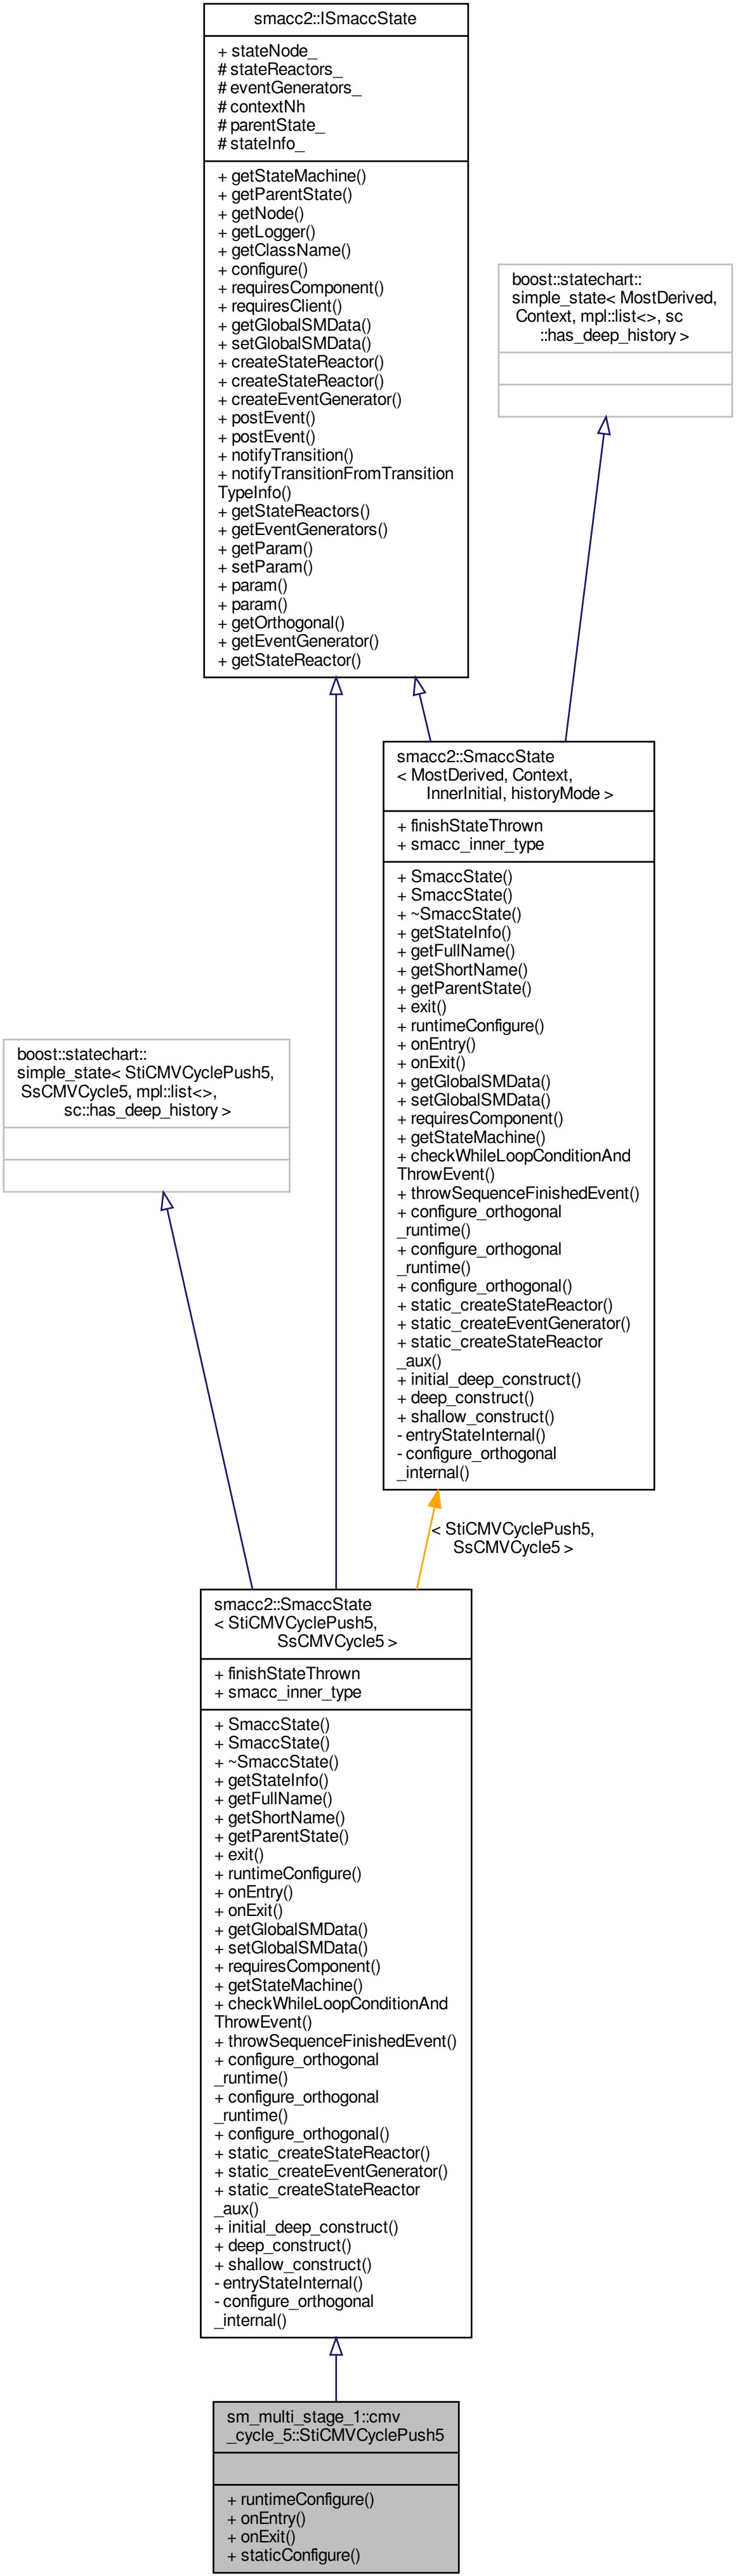 smacc2::ISmaccState
+ stateNode_
# stateReactors_
# eventGenerators_
# contextNh
# parentState_
# stateInfo_
+ getStateMachine()
+ getParentState()
+ getNode()
+ getLogger()
+ getClassName()
+ configure()
+ requiresComponent()
+ requiresClient()
+ getGlobalSMData()
+ setGlobalSMData()
+ createStateReactor()
+ createStateReactor()
+ createEventGenerator()
+ postEvent()
+ postEvent()
+ notifyTransition()
+ notifyTransitionFromTransition
TypeInfo()
+ getStateReactors()
+ getEventGenerators()
+ getParam()
+ setParam()
+ param()
+ param()
+ getOrthogonal()
+ getEventGenerator()
+ getStateReactor()
boost::statechart::
simple_state< MostDerived,
Context, mpl::list<>, sc
::has_deep_history >
smacc2::SmaccState
< MostDerived, Context,
InnerInitial, historyMode >
+ finishStateThrown
+ smacc_inner_type
+ SmaccState()
+ SmaccState()
+ ~SmaccState()
+ getStateInfo()
+ getFullName()
+ getShortName()
+ getParentState()
+ exit()
+ runtimeConfigure()
+ onEntry()
+ onExit()
+ getGlobalSMData()
+ setGlobalSMData()
+ requiresComponent()
+ getStateMachine()
+ checkWhileLoopConditionAnd
ThrowEvent()
+ throwSequenceFinishedEvent()
+ configure_orthogonal
_runtime()
+ configure_orthogonal
_runtime()
+ configure_orthogonal()
+ static_createStateReactor()
+ static_createEventGenerator()
+ static_createStateReactor
_aux()
+ initial_deep_construct()
+ deep_construct()
+ shallow_construct()
- entryStateInternal()
- configure_orthogonal
_internal()
boost::statechart::
simple_state< StiCMVCyclePush5,
SsCMVCycle5, mpl::list<>,
sc::has_deep_history >
< StiCMVCyclePush5,
SsCMVCycle5 >
smacc2::SmaccState
< StiCMVCyclePush5,
SsCMVCycle5 >
+ finishStateThrown
+ smacc_inner_type
+ SmaccState()
+ SmaccState()
+ ~SmaccState()
+ getStateInfo()
+ getFullName()
+ getShortName()
+ getParentState()
+ exit()
+ runtimeConfigure()
+ onEntry()
+ onExit()
+ getGlobalSMData()
+ setGlobalSMData()
+ requiresComponent()
+ getStateMachine()
+ checkWhileLoopConditionAnd
ThrowEvent()
+ throwSequenceFinishedEvent()
+ configure_orthogonal
_runtime()
+ configure_orthogonal
_runtime()
+ configure_orthogonal()
+ static_createStateReactor()
+ static_createEventGenerator()
+ static_createStateReactor
_aux()
+ initial_deep_construct()
+ deep_construct()
+ shallow_construct()
- entryStateInternal()
- configure_orthogonal
_internal()
sm_multi_stage_1::cmv
_cycle_5::StiCMVCyclePush5
+ runtimeConfigure()
+ onEntry()
+ onExit()
+ staticConfigure()